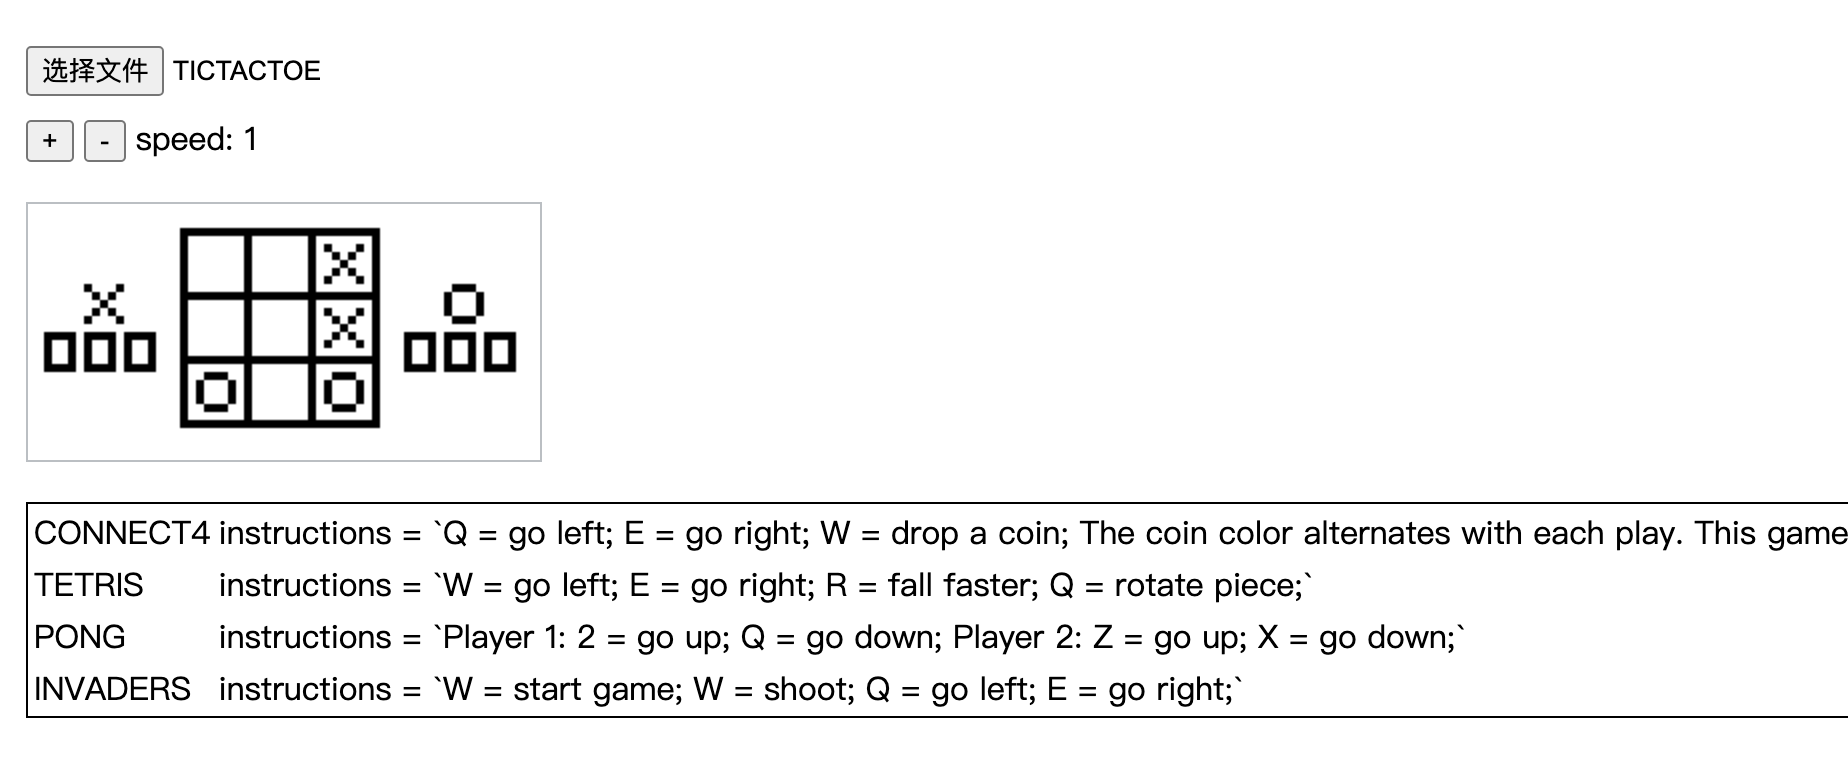 选择文件 TICTACTOE
+ - speed: 1
X
X
X O
000 000
O O
CONNECT4 instructions = `Q = go left; E = go right; W = drop a coin; The coin color alternates with each play. This game
TETRIS instructions = `W = go left; E = go right; R = fall faster; Q = rotate piece;`
PONG instructions = `Player 1: 2 = go up; Q = go down; Player 2: Z = go up; X = go down;`
INVADERS instructions = `W = start game; W = shoot; Q = go left; E = go right;`